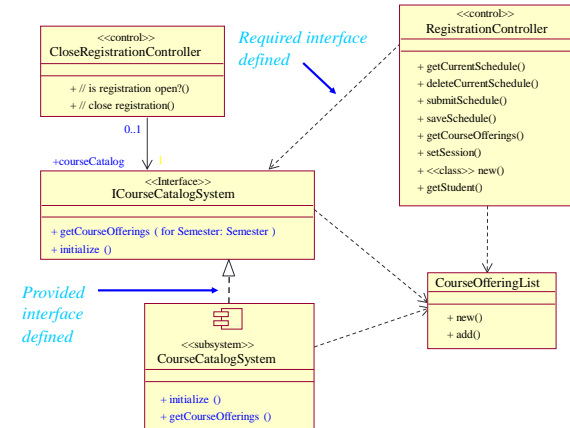 <<control>>
CloseRegistrationController
+ // is registration open?()
+ // close registration()
0..1
+courseCatalog
1
Required interface
defined
<<control>>
RegistrationController
+ getCurrentSchedule()
+ deleteCurrentSchedule()
+ submitSchedule()
+ saveSchedule()
+ getCourseOfferings()
+ setSession()
+ <<class>> new()
+ getStudent()
<<Interface>>
ICourseCatalogSystem
+ getCourseOfferings ( for Semester: Semester )
+ initialize ()
Provided
interface
defined
<<subsystem>>
CourseCatalogSystem
+ initialize ()
+ getCourseOfferings ()
CourseOfferingList
+ new()
+ add()